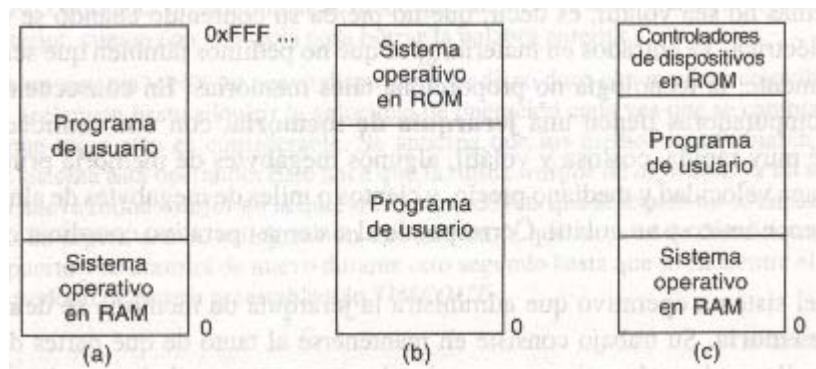 0xFFF ...
Programa
de usuario
Sistema
operativo
en RAM
0
(a)
Sistema
operativo
en ROM
Programa
de usuario
0
(b)
Controladores
de dispositivos
en ROM
Programa
de usuario
Sistema
operativo
en RAM
0
(c)